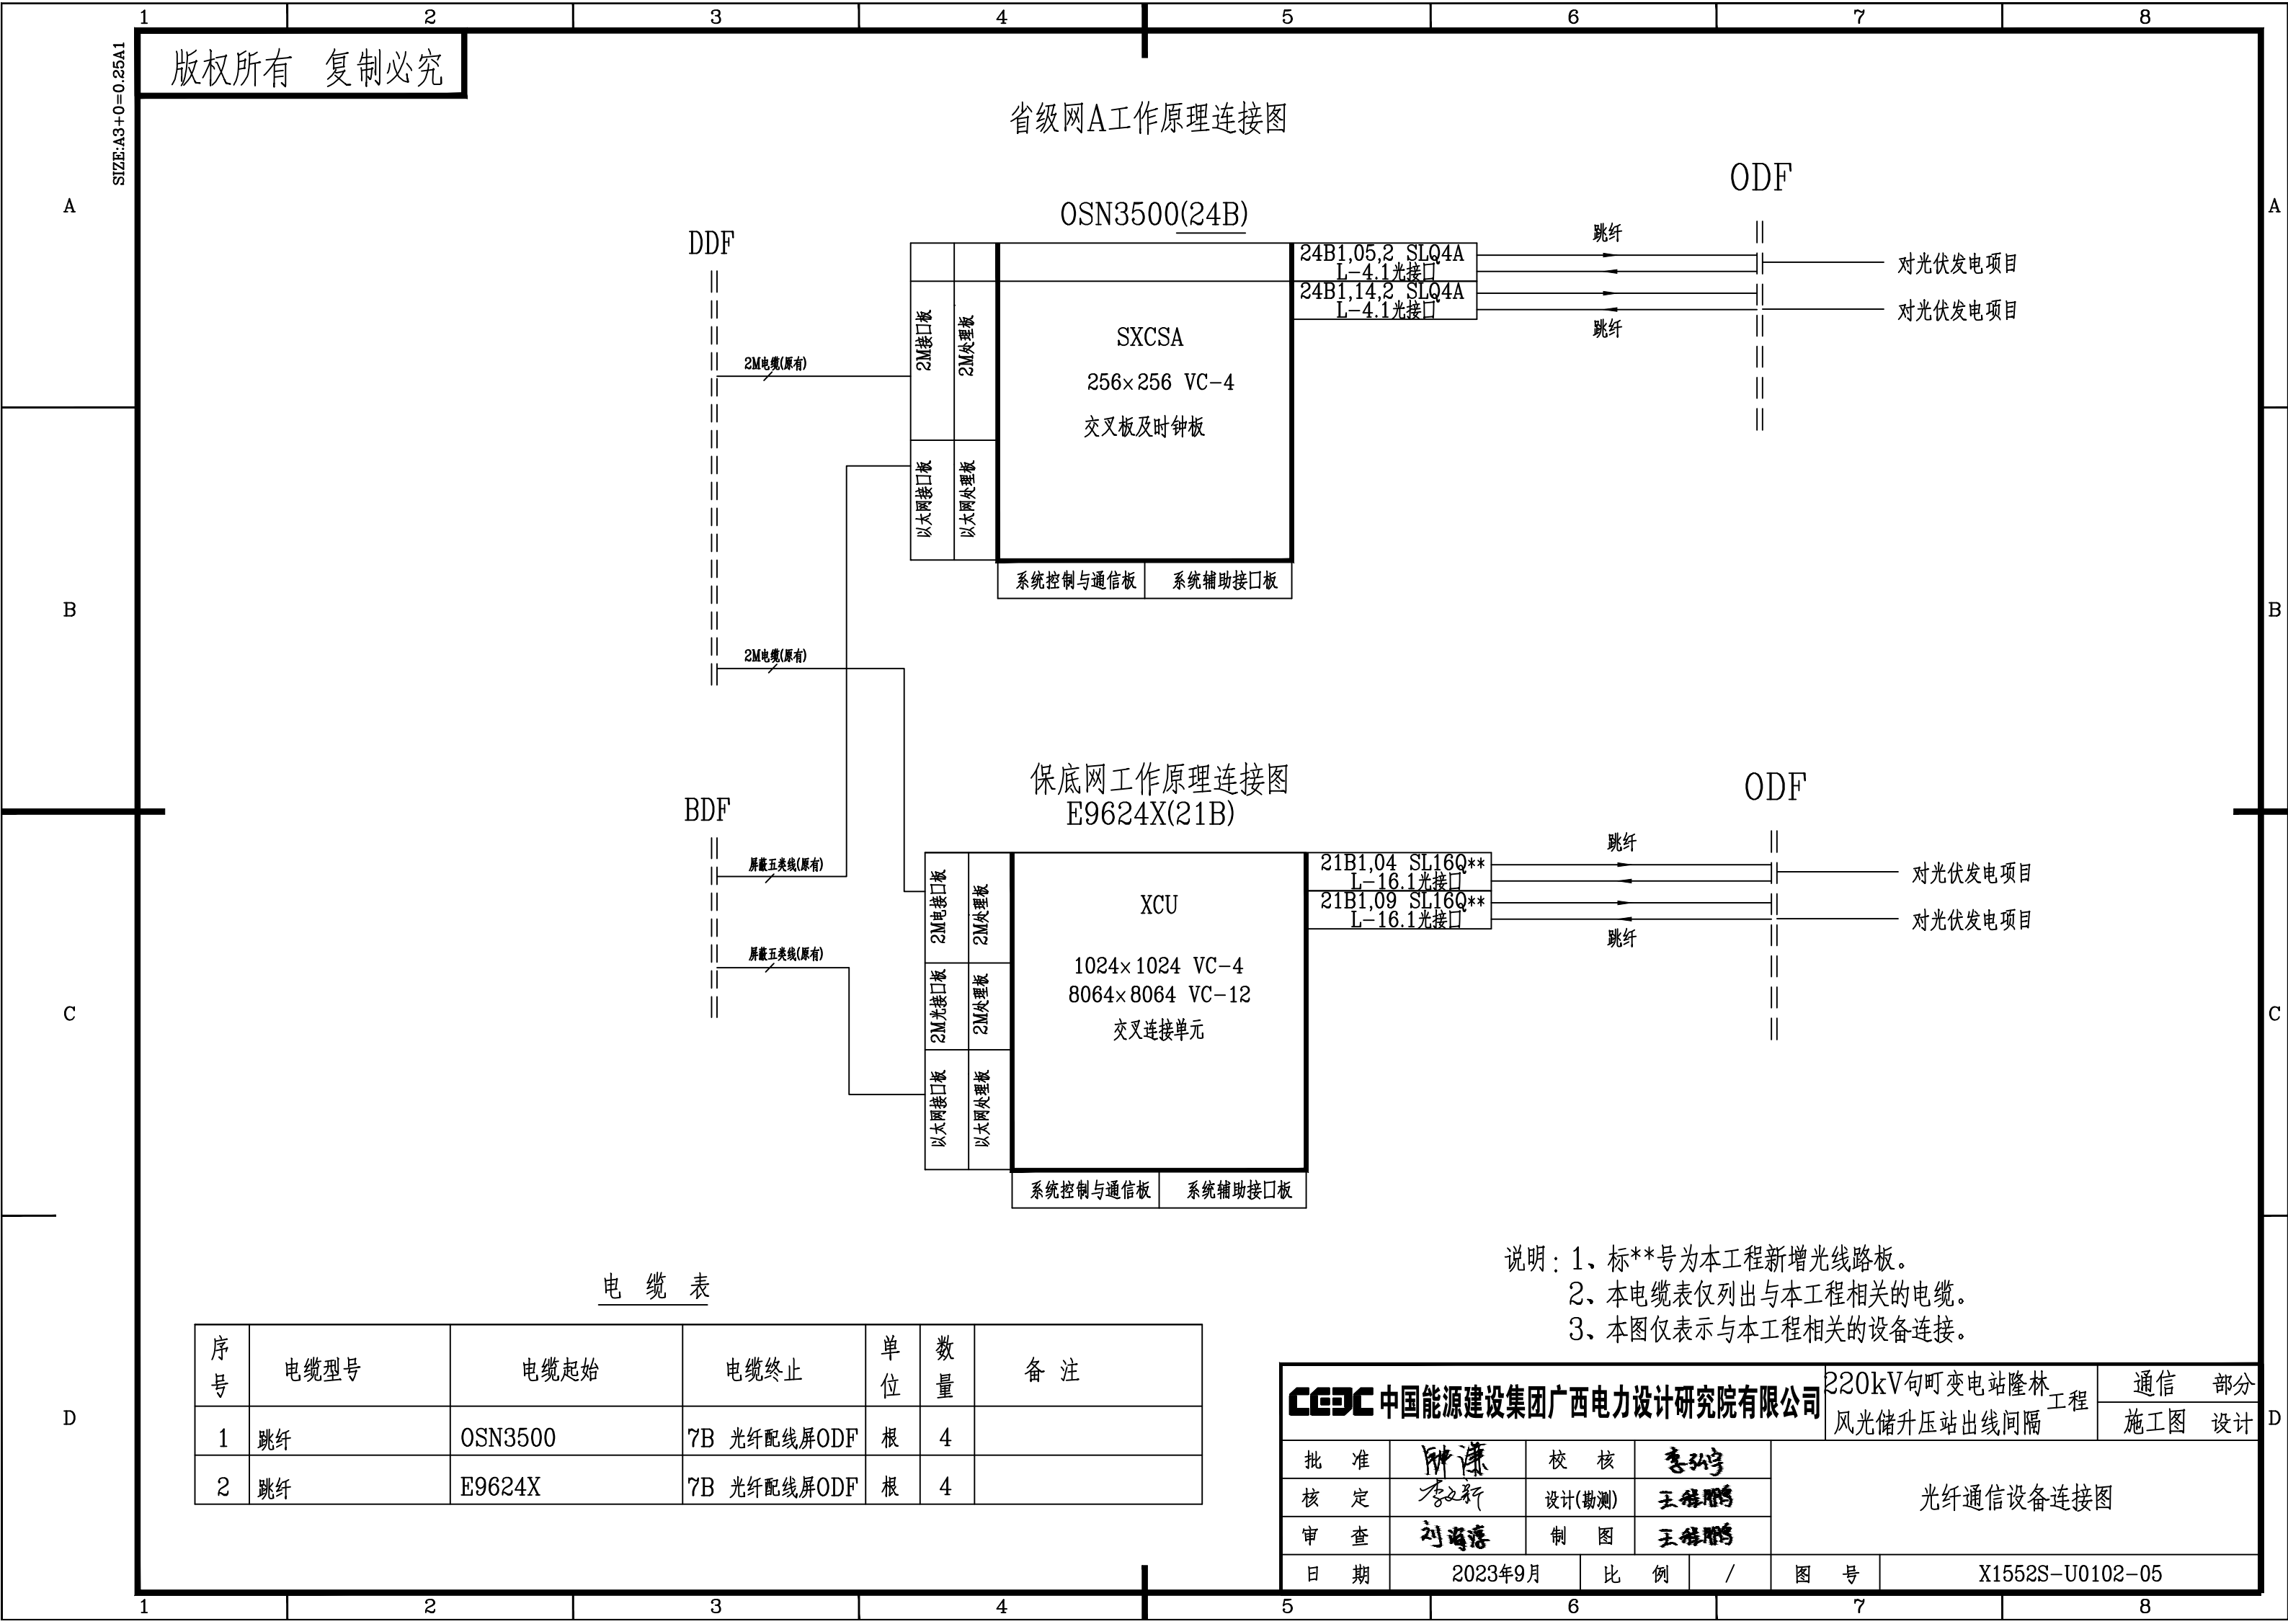 1 2 3 4 5 6 7 8
SIZE:A3+0=0.25A1
版权所有 复制必究
省级网A工作原理连接图
A
A
ODF
OSN3500(24B)
DDF
跳纤
24B1,05,2 SLQ4A
L-4.1光接口
对光伏发电项目
24B1,14,2 SLQ4A
L-4.1光接口
对光伏发电项目
跳纤
2M接口板
2M处理板
SXCSA
2M电缆(原有)
256×256 VC-4
交叉板及时钟板
以太网接口板
以太网处理板
系统控制与通信板
系统辅助接口板
B
B
2M电缆(原有)
保底网工作原理连接图
E9624X(21B)
ODF
BDF
跳纤
屏蔽五类线(原有)
21B1,04 SL16Q**
L-16.1光接口
对光伏发电项目
21B1,09 SL16Q**
L-16.1光接口
对光伏发电项目
跳纤
2M电接口板
2M处理板
XCU
屏蔽五类线(原有)
1024×1024 VC-4
8064×8064 VC-12
交叉连接单元
2M光接口板
2M处理板
C
C
以太网接口板
以太网处理板
系统控制与通信板
系统辅助接口板
说明：1、标**号为本工程新增光线路板。
2、本电缆表仅列出与本工程相关的电缆。
3、本图仅表示与本工程相关的设备连接。
电缆表
序号 电缆型号 电缆起始 电缆终止 单位 数量 备注
1 跳纤 OSN3500 7B 光纤配线屏ODF 根 4
2 跳纤 E9624X 7B 光纤配线屏ODF 根 4
D
D
CEEC 中国能源建设集团广西电力设计研究院有限公司
220kV句町变电站隆林
风光储升压站出线间隔
工程
通信 部分
施工图 设计
批准 校核 李弘宇
核定 设计(勘测)
审查 制图
光纤通信设备连接图
日期 2023年9月 比例 / 图号 X1552S-U0102-05
1 2 3 4 5 6 7 8